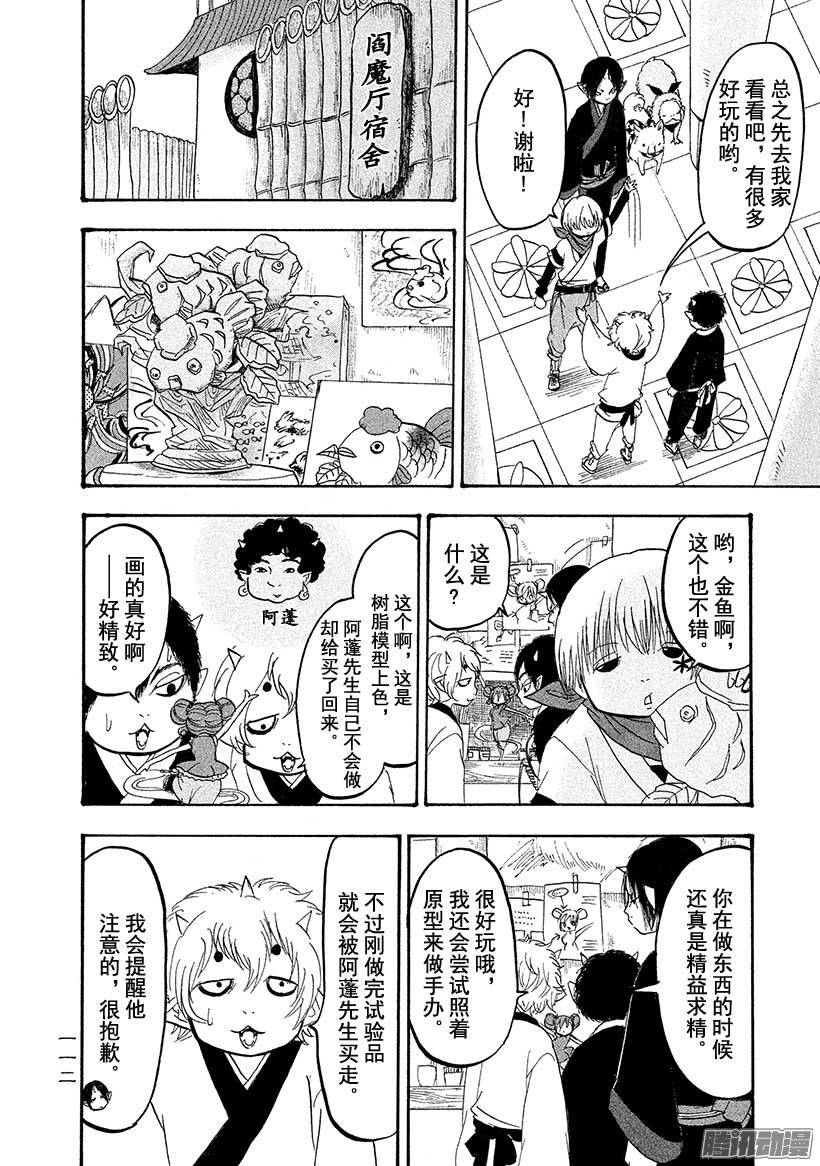 总之先去我家
看看吧，有很多
好玩的哟。
好！谢啦！
阎魔厅宿舍
哟，金鱼啊，
这个也不错。
这是
什么？
这个啊，这是
树脂模型上色，
阿蓬先生自己不会做
却给买了回来。
阿蓬
画的真好啊
——好精致。
你在做东西的时候
还真是精益求精。
很好玩哦，
我还会尝试照着
原型来做手办。
不过刚做完试验品
就会被阿蓬先生买走。
我会提醒他
注意的，很抱歉。
一一二
腾讯动漫